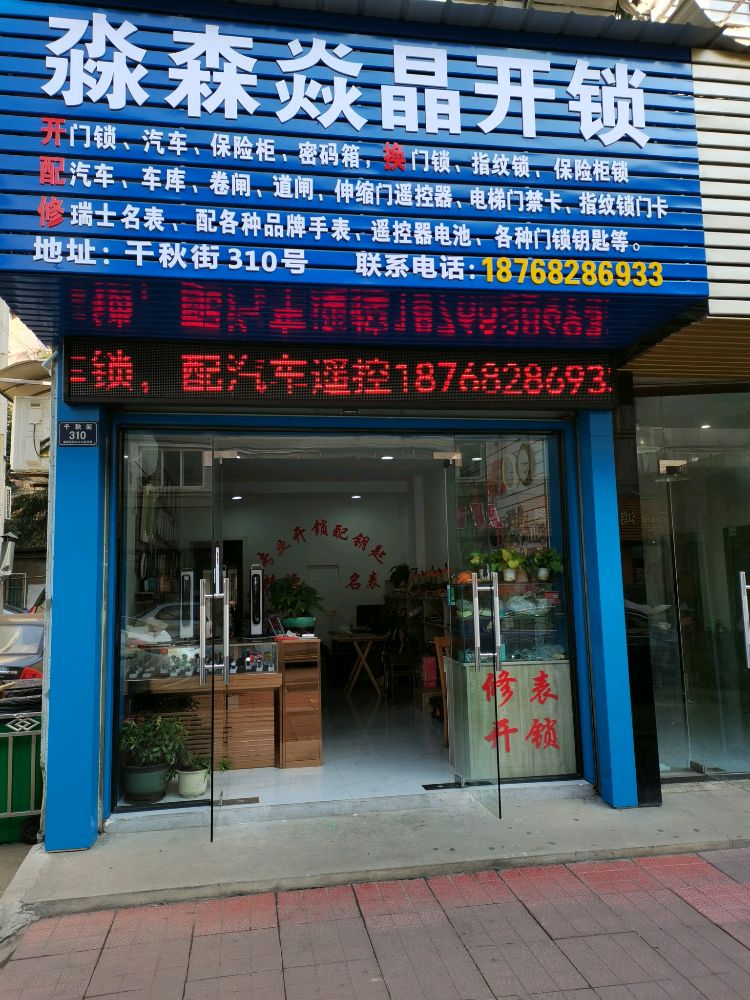 淼森焱晶开锁
开门锁、汽车、保险柜、密码箱，换门锁、指纹锁、保险柜锁
配汽车、车库、卷闸、道闸、伸缩门遥控器、电梯门禁卡、指纹锁门卡
修瑞士名表、配各种品牌手表、遥控器电池、各种门锁钥匙等。
地址：千秋街310号 联系电话：18768286933
锁，配汽车遥控1876828693
千秋街
310
专业开锁配钥匙
名表
修表
开锁